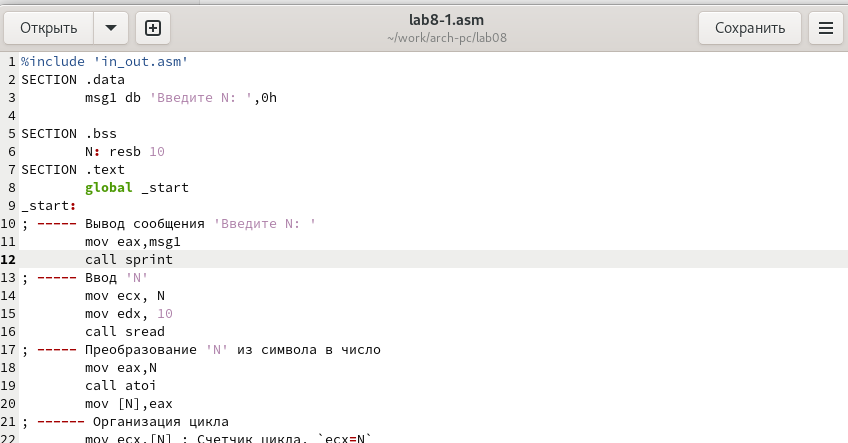 Открыть
lab8-1.asm
~/work/arch-pc/lab08
Сохранить
1 %include 'in_out.asm'
2 SECTION .data
3 msg1 db 'Введите N: ',0h
4
5 SECTION .bss
6 N: resb 10
7 SECTION .text
8 global _start
9 _start:
10 ; ----- Вывод сообщения 'Введите N: '
11 mov eax,msg1
12 call sprint
13 ; ----- Ввод 'N'
14 mov ecx, N
15 mov edx, 10
16 call sread
17 ; ----- Преобразование 'N' из символа в число
18 mov eax,N
19 call atoi
20 mov [N],eax
21 ; ------ Организация цикла
22 mov ecx,[N] ; Счетчик цикла, `ecx=N`